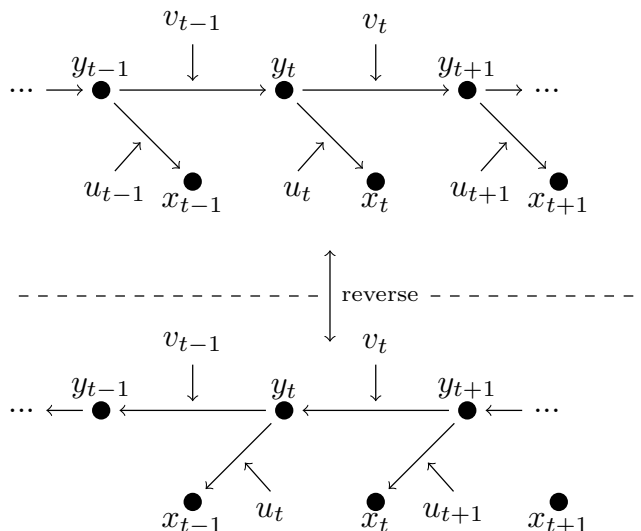 v_{t-1} v_t
y_{t-1} y_t y_{t+1}
... ...
u_{t-1} u_t u_{t+1}
x_{t-1} x_t x_{t+1}
reverse
v_{t-1} v_t
y_{t-1} y_t y_{t+1}
... ...
u_t u_{t+1}
x_{t-1} x_t x_{t+1}